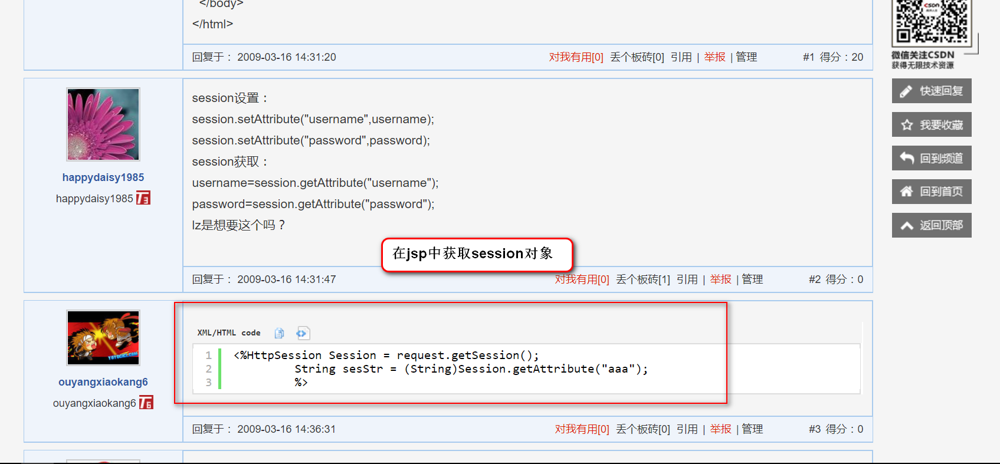 </body>
</html>
回复于： 2009-03-16 14:31:20 对我有用[0] 丢个板砖[0] 引用 | 举报 | 管理 #1 得分：20
CSDN
微信关注CSDN
获得无限技术资源
快速回复
我要收藏
回到频道
回到首页
返回顶部
happydaisy1985
happydaisy1985 T3
session设置：
session.setAttribute("username",username);
session.setAttribute("password",password);
session获取：
username=session.getAttribute("username");
password=session.getAttribute("password");
lz是想要这个吗？
在jsp中获取session对象
回复于： 2009-03-16 14:31:47 对我有用[0] 丢个板砖[1] 引用 | 举报 | 管理 #2 得分：0
YOYOCICI.COM
ouyangxiaokang6
ouyangxiaokang6 T6
XML/HTML code
1 <%HttpSession Session = request.getSession();
2 String sesStr = (String)Session.getAttribute("aaa");
3 %>
回复于： 2009-03-16 14:36:31 对我有用[0] 丢个板砖[0] 引用 | 举报 | 管理 #3 得分：0